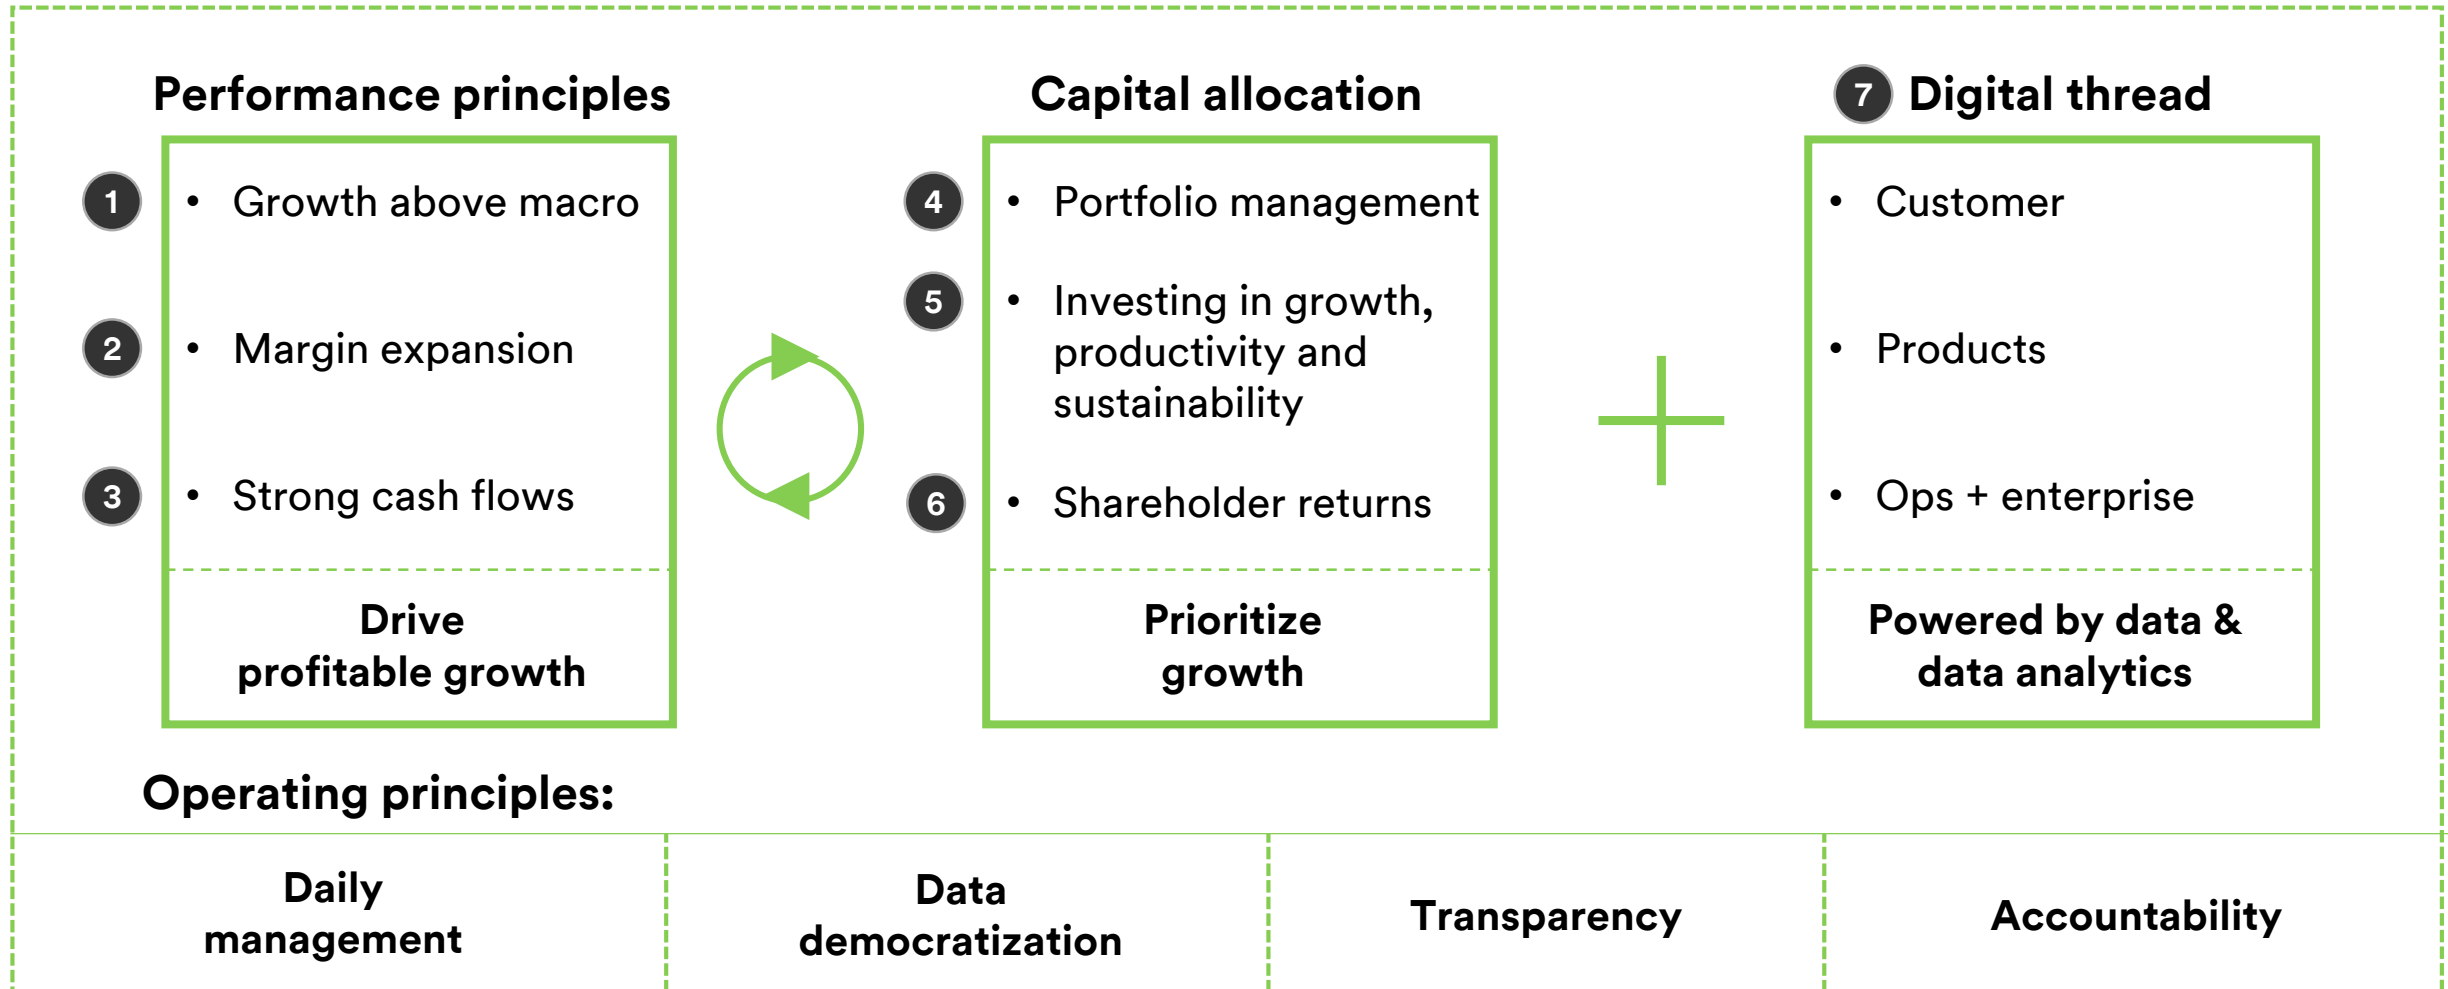 Performance principles
1 • Growth above macro
2 • Margin expansion
3 • Strong cash flows
Drive
profitable growth
Capital allocation
4 • Portfolio management
5 • Investing in growth,
productivity and
sustainability
6 • Shareholder returns
Prioritize
growth
7 Digital thread
• Customer
• Products
• Ops + enterprise
Powered by data &
data analytics
Operating principles:
Daily
management
Data
democratization
Transparency
Accountability